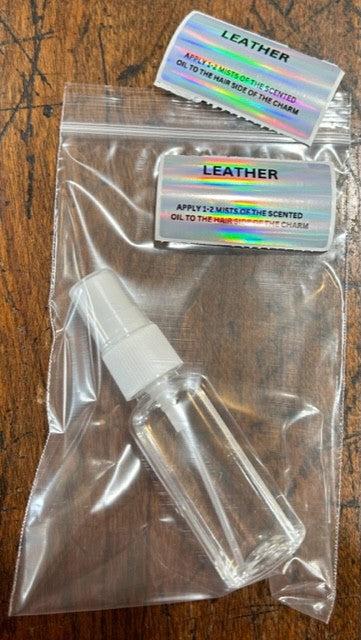 LEATHER
APPLY 1-2 MISTS OF THE SCENTED
OIL TO THE HAIR SIDE OF THE CHARM
LEATHER
APPLY 1-2 MISTS OF THE SCENTED
OIL TO THE HAIR SIDE OF THE CHARM